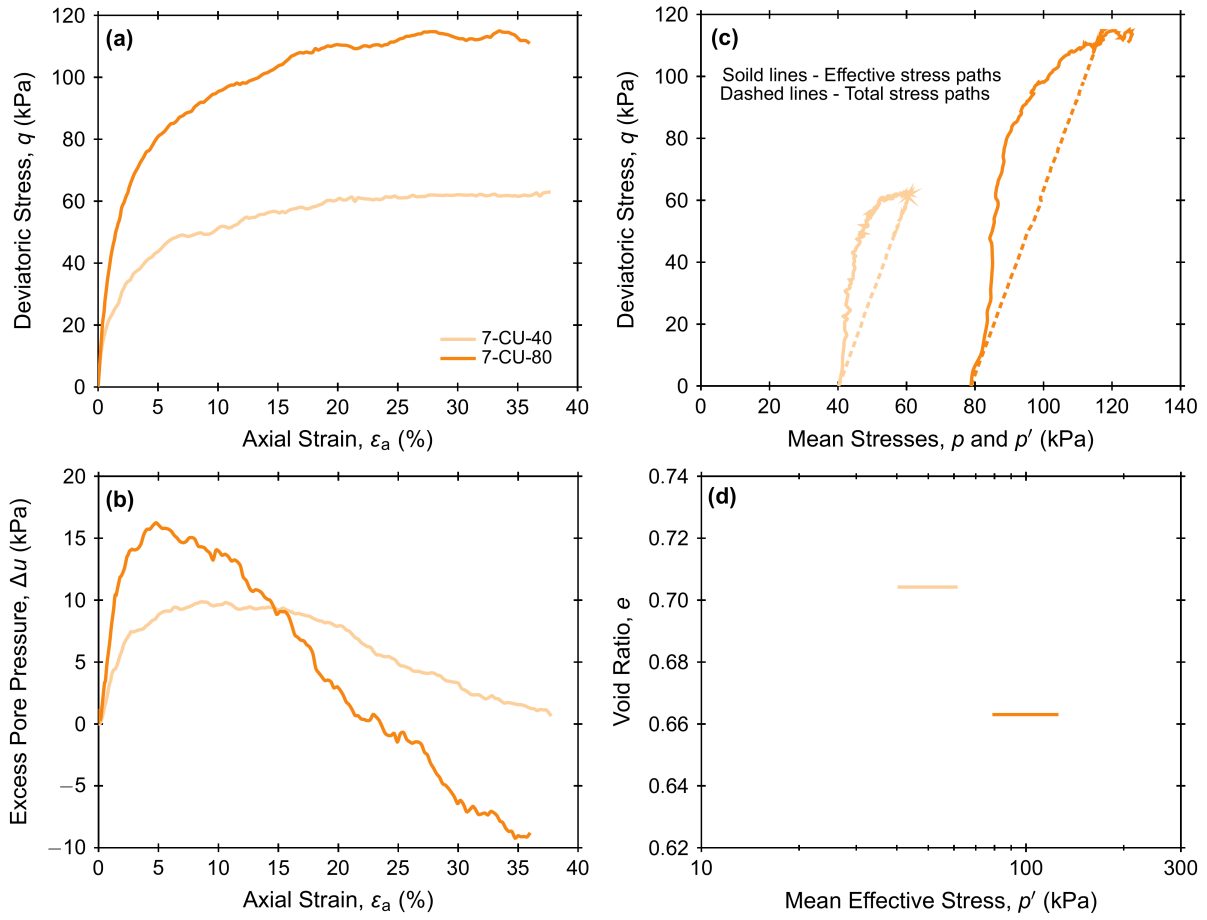 (a)
Deviatoric Stress, q (kPa)
120
100
80
60
40
20
0
7-CU-40
7-CU-80
0 5 10 15 20 25 30 35 40
Axial Strain, εa (%)
(c)
Deviatoric Stress, q (kPa)
120
100
80
60
40
20
0
Soild lines - Effective stress paths
Dashed lines - Total stress paths
0 20 40 60 80 100 120 140
Mean Stresses, p and p′ (kPa)
(b)
Excess Pore Pressure, Δu (kPa)
20
15
10
5
0
−5
−10
0 5 10 15 20 25 30 35 40
Axial Strain, εa (%)
(d)
Void Ratio, e
0.74
0.72
0.70
0.68
0.66
0.64
0.62
10 100 300
Mean Effective Stress, p′ (kPa)